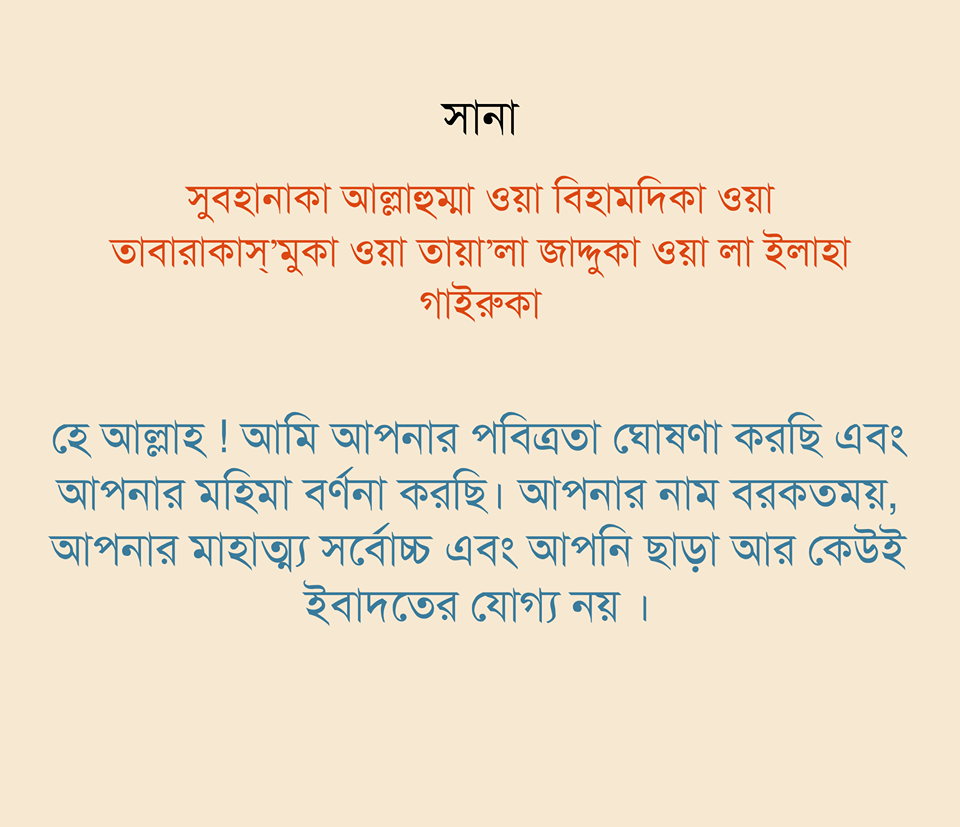 সানা
সুবহানাকা আল্লাহুম্মা ওয়া বিহামদিকা ওয়া
তাবারাকাস্’মুকা ওয়া তায়া’লা জাদ্দুকা ওয়া লা ইলাহা
গাইরুকা
হে আল্লাহ ! আমি আপনার পবিত্রতা ঘোষণা করছি এবং
আপনার মহিমা বর্ণনা করছি। আপনার নাম বরকতময়,
আপনার মাহাত্ম্য সর্বোচ্চ এবং আপনি ছাড়া আর কেউই
ইবাদতের যোগ্য নয় ।